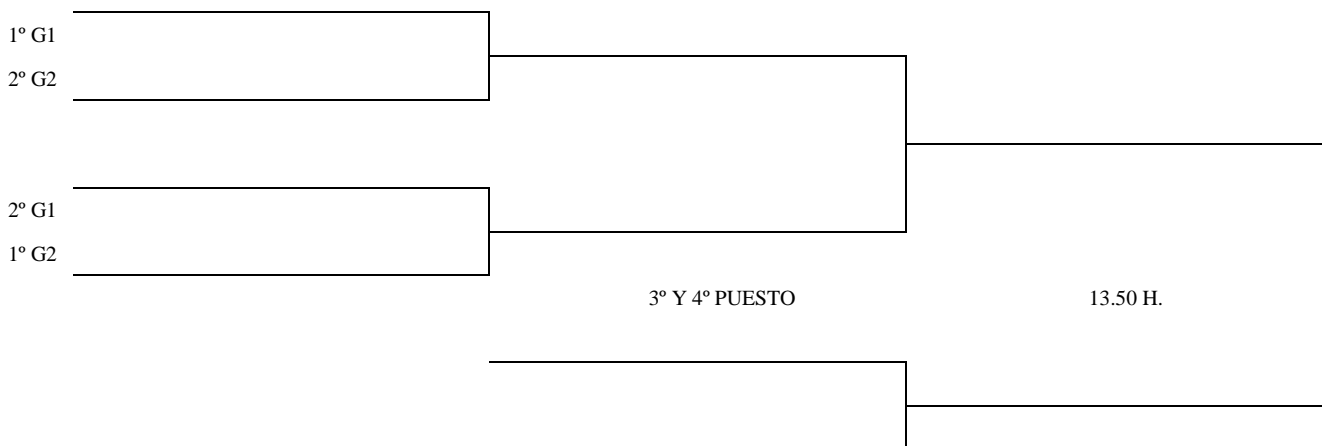 1º G1
2º G2
2º G1
1º G2
3º Y 4º PUESTO 13.50 H.